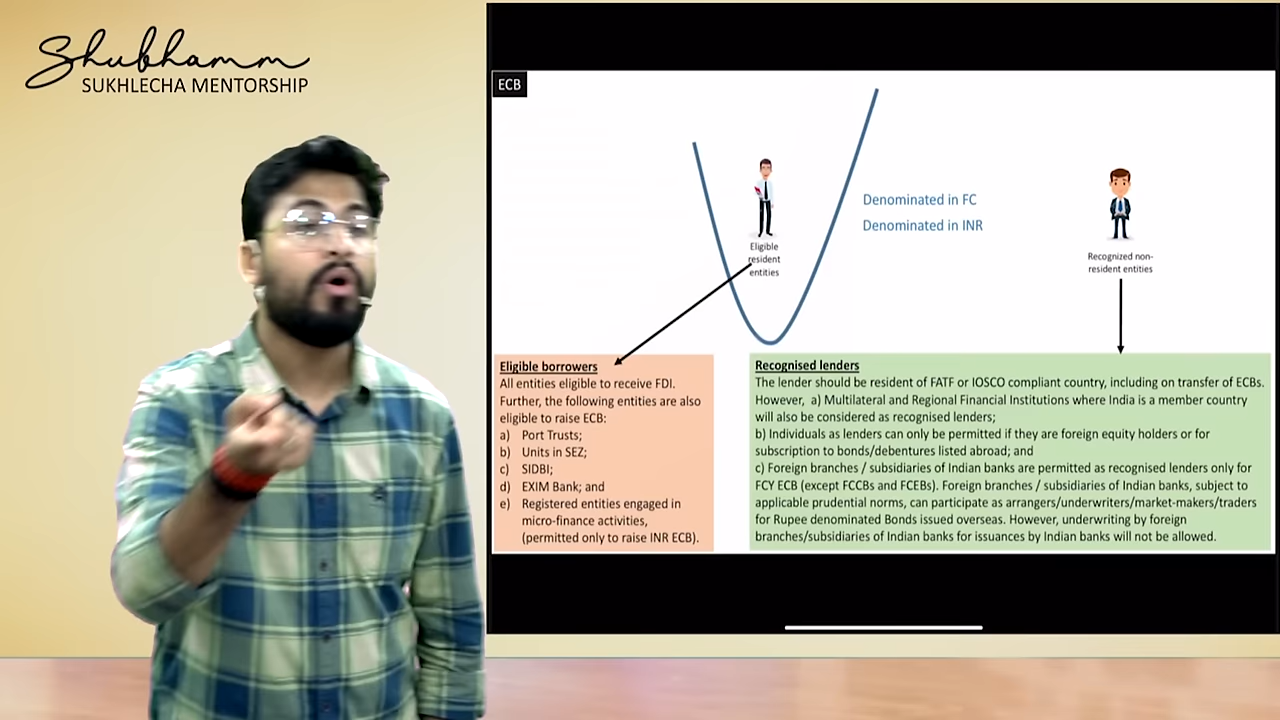 Shubhamm
SUKHLECHA MENTORSHIP
ECB
Denominated in FC
Denominated in INR
Eligible
resident
entities
Recognized non-
resident entities
Eligible borrowers
All entities eligible to receive FDI.
Further, the following entities are also
eligible to raise ECB:
a) Port Trusts;
b) Units in SEZ;
c) SIDBI;
d) EXIM Bank; and
e) Registered entities engaged in
micro-finance activities,
(permitted only to raise INR ECB).
Recognised lenders
The lender should be resident of FATF or IOSCO compliant country, including on transfer of ECBs.
However, a) Multilateral and Regional Financial Institutions where India is a member country
will also be considered as recognised lenders;
b) Individuals as lenders can only be permitted if they are foreign equity holders or for
subscription to bonds/debentures listed abroad; and
c) Foreign branches / subsidiaries of Indian banks are permitted as recognised lenders only for
FCY ECB (except FCCBs and FCEBs). Foreign branches / subsidiaries of Indian banks, subject to
applicable prudential norms, can participate as arrangers/underwriters/market-makers/traders
for Rupee denominated Bonds issued overseas. However, underwriting by foreign
branches/subsidiaries of Indian banks for issuances by Indian banks will not be allowed.